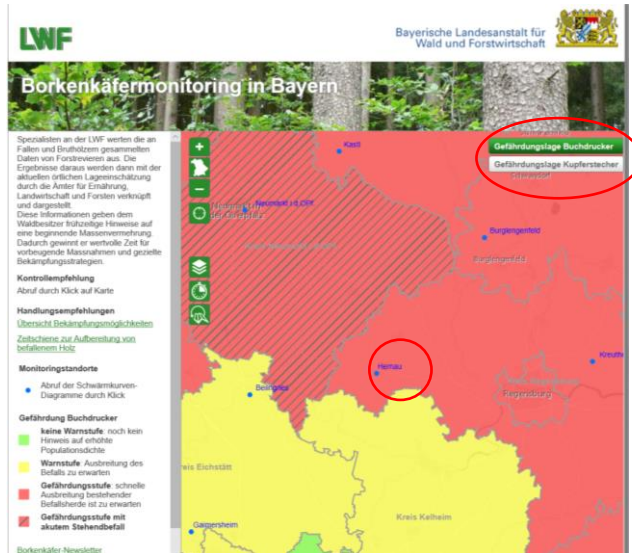 LWF
Bayerische Landesanstalt für
Wald und Forstwirtschaft
Borkenkäfermonitoring in Bayern
Spezialisten an der LWF werten die an
Fallen und Bruthölzern gesammelten
Daten von Forstrevieren aus. Die
Ergebnisse daraus werden dann mit der
aktuellen örtlichen Lageeinschätzung
durch die Ämter für Ernährung,
Landwirtschaft und Forsten verknüpft
und dargestellt.
Diese Informationen geben dem
Waldbesitzer frühzeitge Hinweise auf
eine beginnende Massenvermehrung.
Dadurch gewinnt er wertvolle Zeit für
vorbeugende Massnahmen und gezielte
Bekämpfungsstrategien.
Kontrollempfehlung
Abruf durch Klick auf Karte
Handlungsempfehlungen
Übersicht Bekämpfungsmöglichkeiten
Zeitschiene zur Aufbereitung von
befallenem Holz
Monitoringstandorte
Abruf der Schwärmkurven-
Diagramme durch Klick
Gefährdung Buchdrucker
keine Warnstufe: noch kein
Hinweis auf erhöhte
Populationsdichte
Warnstufe: Ausbreitung des
Befalls zu erwarten
Gefährdungsstufe: schnelle
Ausbreitung bestehender
Befallsherde ist zu erwarten
Gefährdungsstufe mit
akutem Stehendbefall
Borkenkäfer-Newsletter
+
−
Gefährdungslage Buchdrucker
Gefährdungslage Kupferstecher
Kastl
Neumarkt i.d.OPf
Burglengenfeld
Burglengenfeld
Hemau
Regensburg
Beilngries
Kreis Kelheim
Gaimersheim